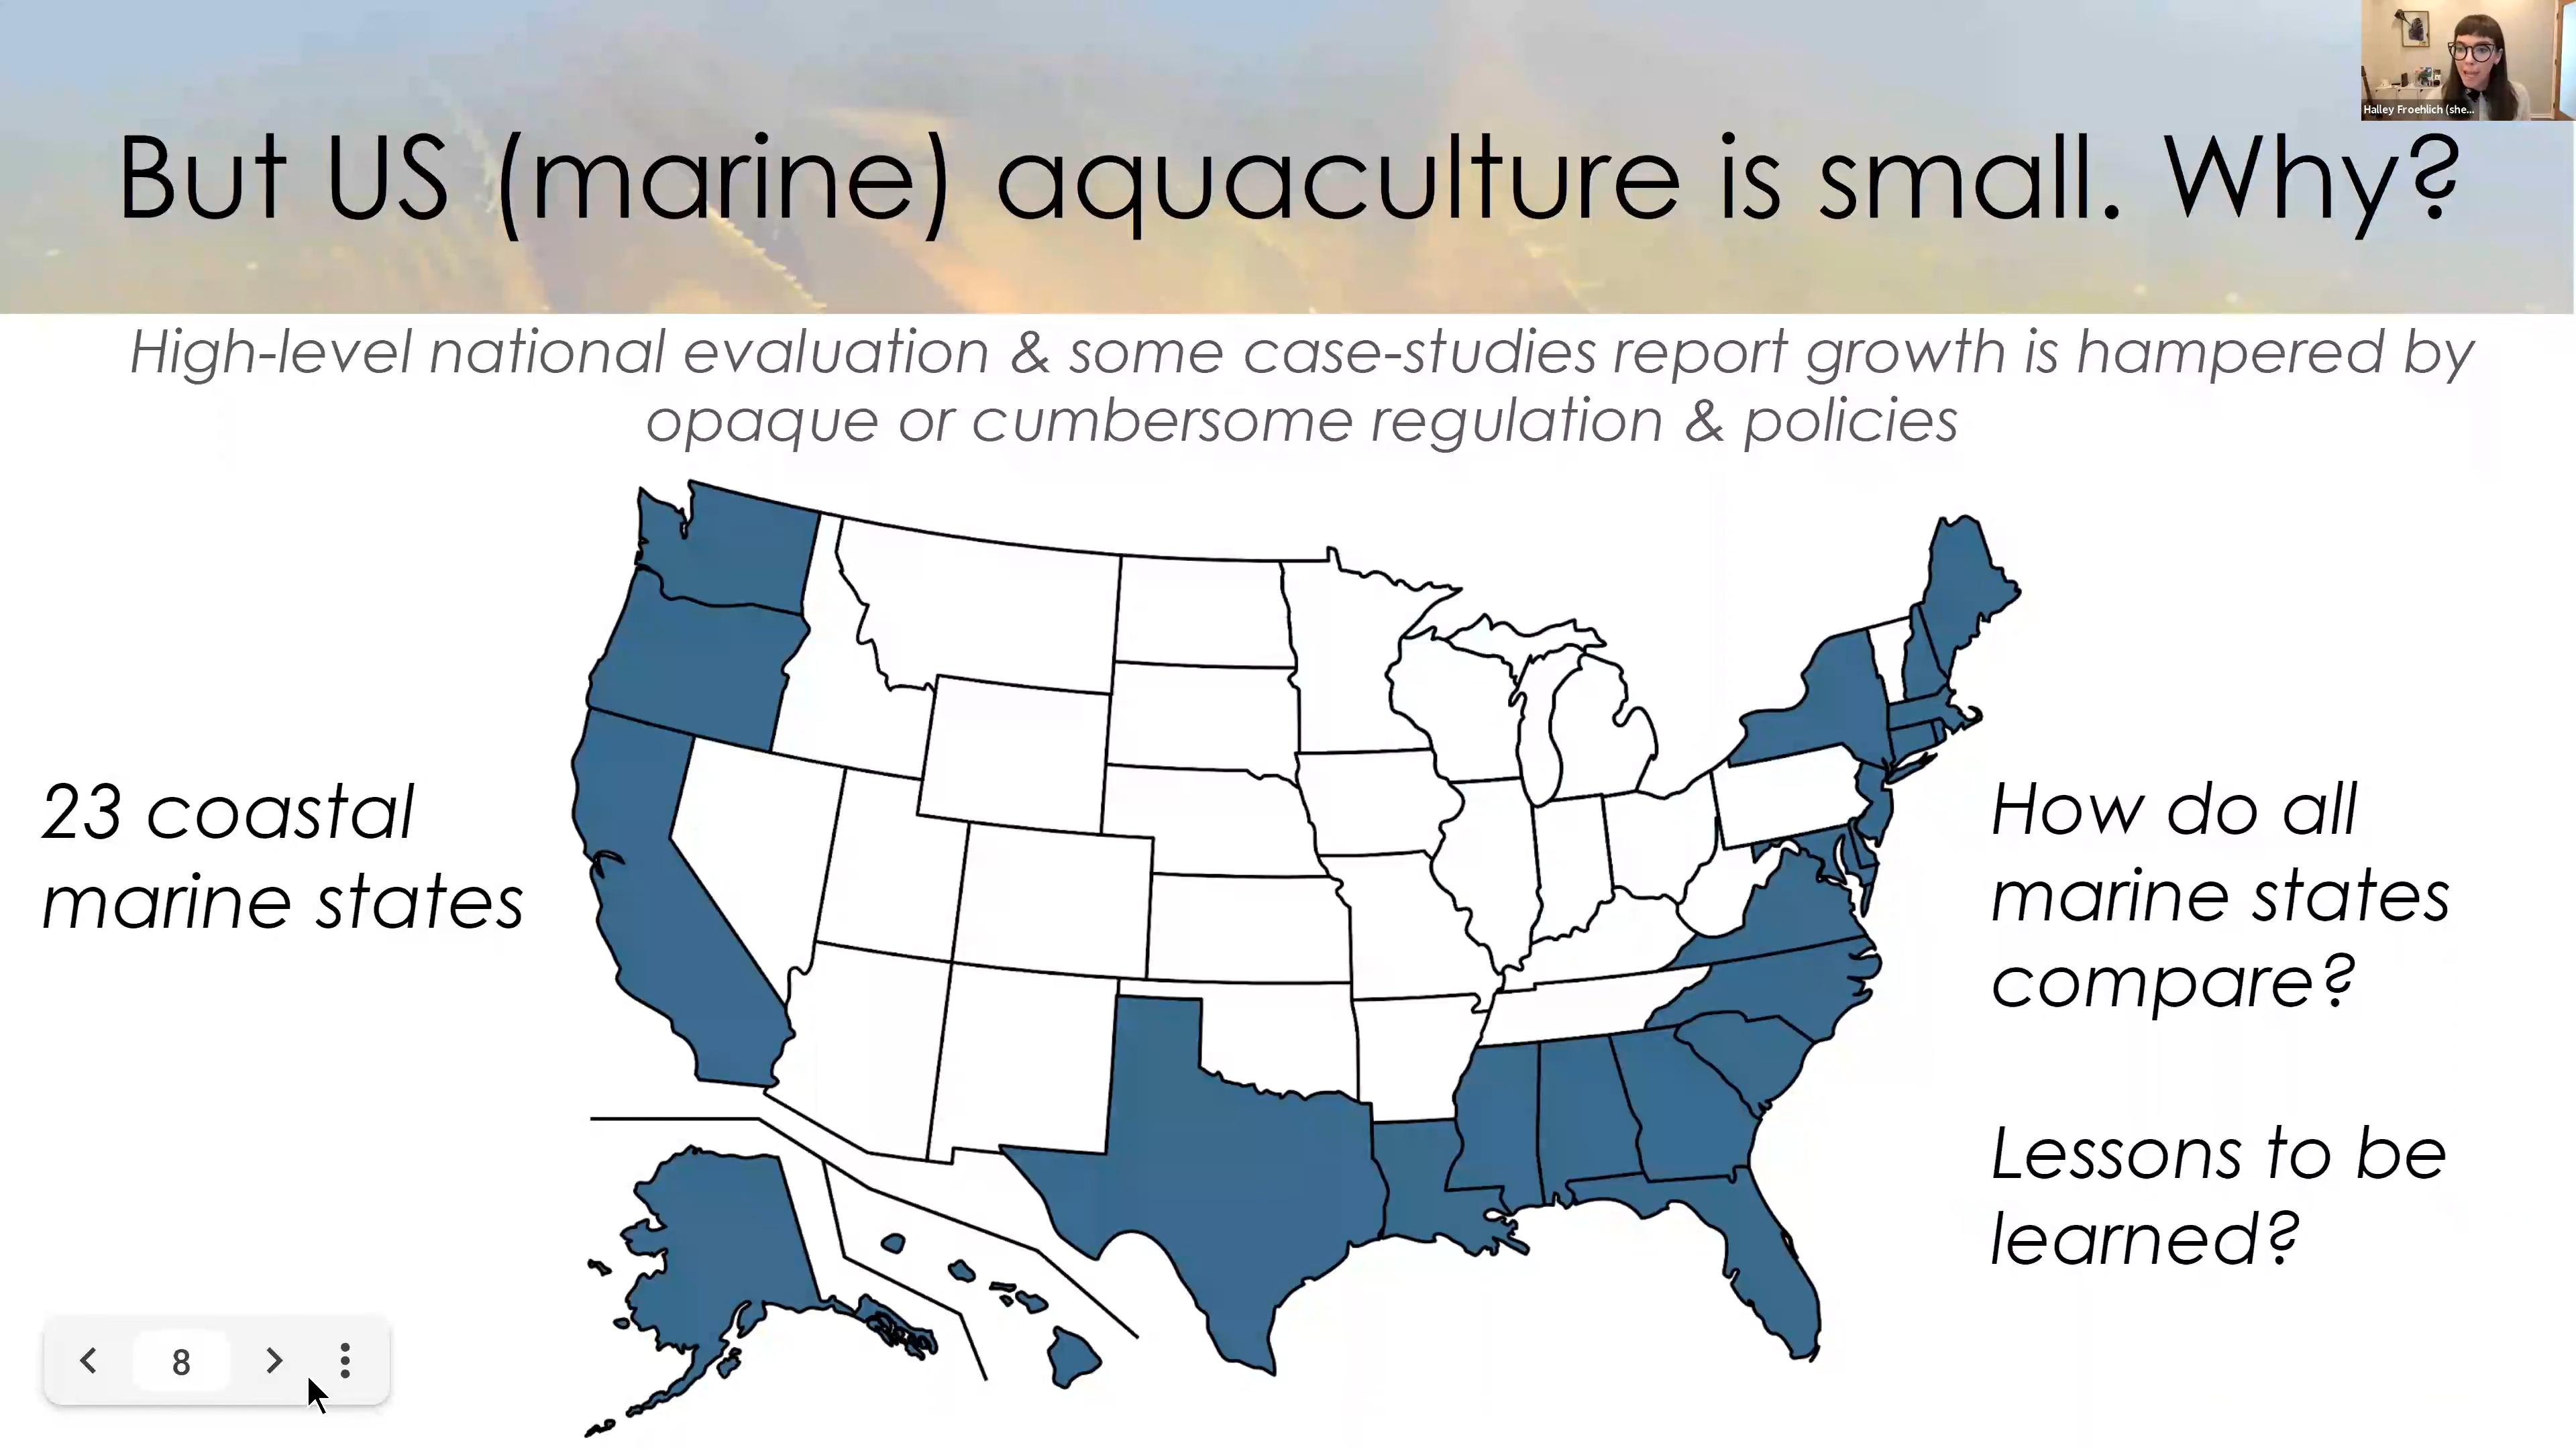 Halley Froehlich (she...
But US (marine) aquaculture is small. Why?
High-level national evaluation & some case-studies report growth is hampered by
opaque or cumbersome regulation & policies
23 coastal
marine states
How do all
marine states
compare?
Lessons to be
learned?
8